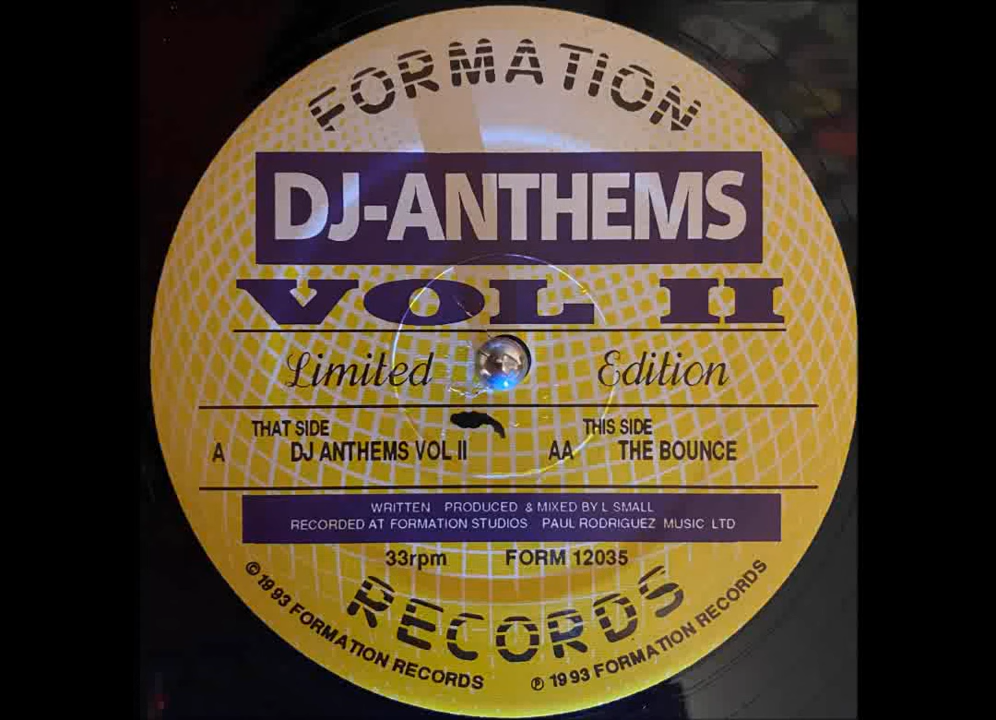 FORMATION
DJ-ANTHEMS
VOL II
Limited Edition
THAT SIDE THIS SIDE
A DJ ANTHEMS VOL II AA THE BOUNCE
WRITTEN PRODUCED & MIXED BY L SMALL
RECORDED AT FORMATION STUDIOS PAUL RODRIGUEZ MUSIC LTD
33rpm FORM 12035
RECORDS
© 1993 FORMATION RECORDS
℗ 1993 FORMATION RECORDS